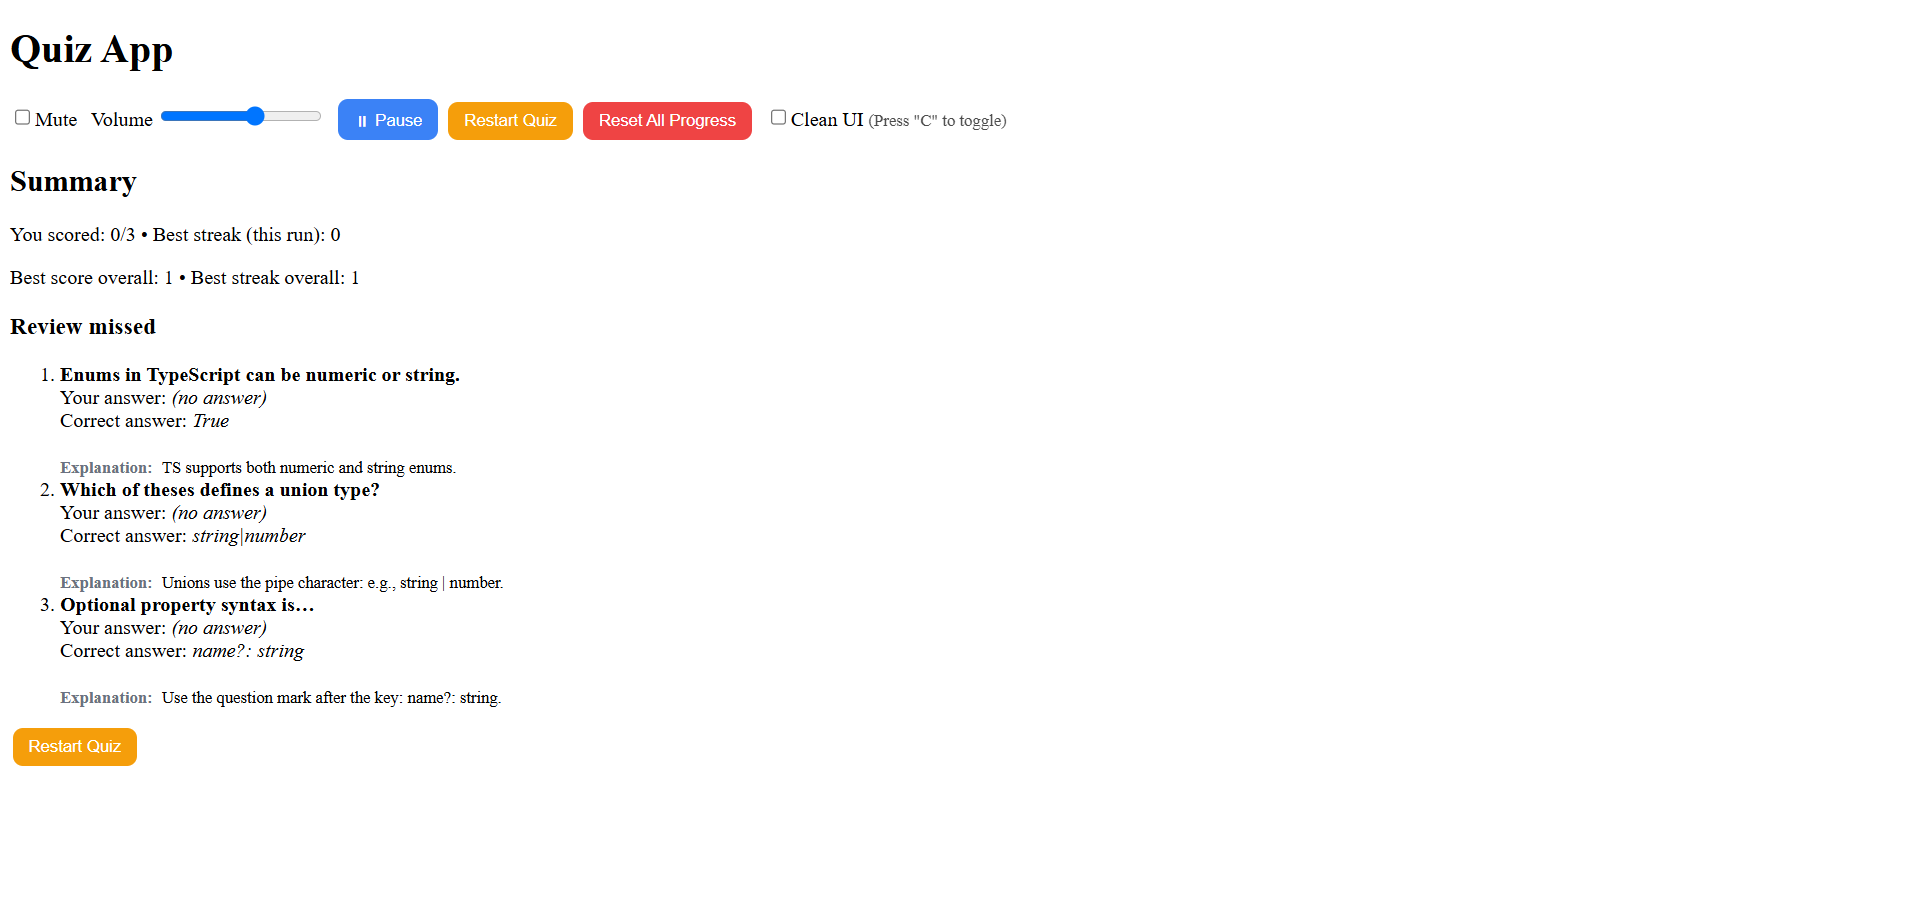 Quiz App
Mute Volume ⏸ Pause Restart Quiz Reset All Progress Clean UI (Press "C" to toggle)
Summary
You scored: 0/3 • Best streak (this run): 0
Best score overall: 1 • Best streak overall: 1
Review missed
1. Enums in TypeScript can be numeric or string.
Your answer: (no answer)
Correct answer: True
Explanation: TS supports both numeric and string enums.
2. Which of theses defines a union type?
Your answer: (no answer)
Correct answer: string|number
Explanation: Unions use the pipe character: e.g., string | number.
3. Optional property syntax is…
Your answer: (no answer)
Correct answer: name?: string
Explanation: Use the question mark after the key: name?: string.
Restart Quiz